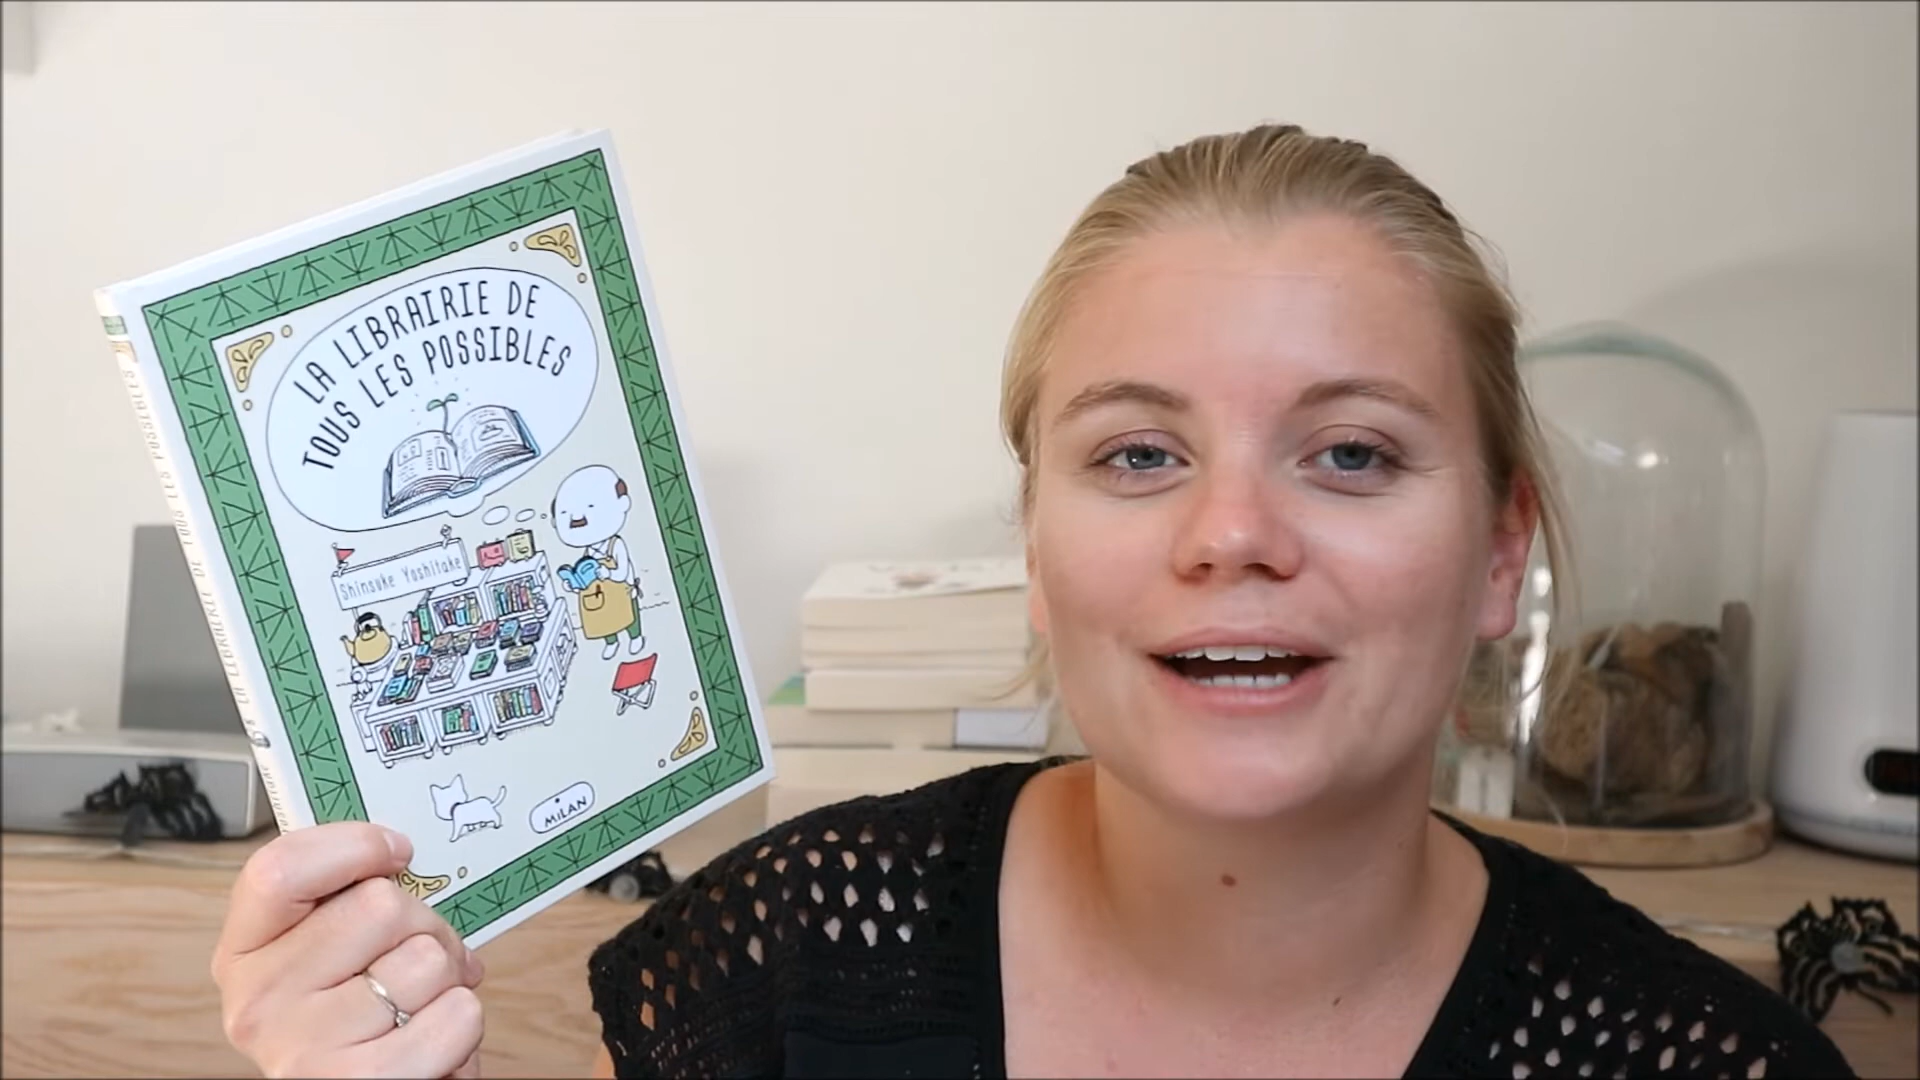 LA LIBRAIRIE DE
TOUS LES POSSIBLES
Shinsuke Yoshitake
MiLAN
LA LIBRAIRIE DE TOUS LES POSSIBLES